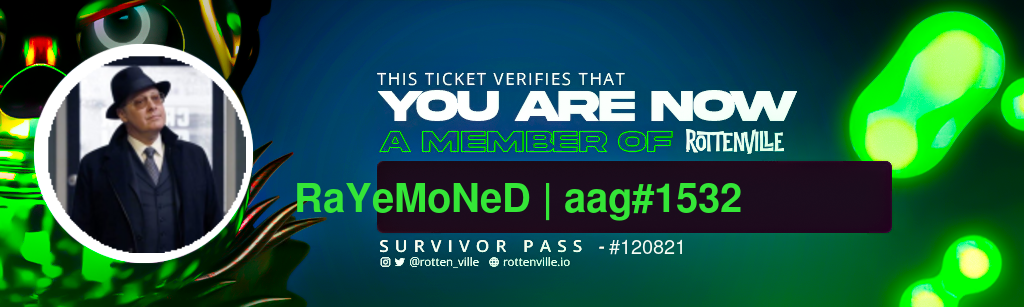 THIS TICKET VERIFIES THAT
YOU ARE NOW
A MEMBER OF ROTTENVILLE
RaYeMoNeD | aag#1532
SURVIVOR PASS - #120821
@rotten_ville rottenville.io